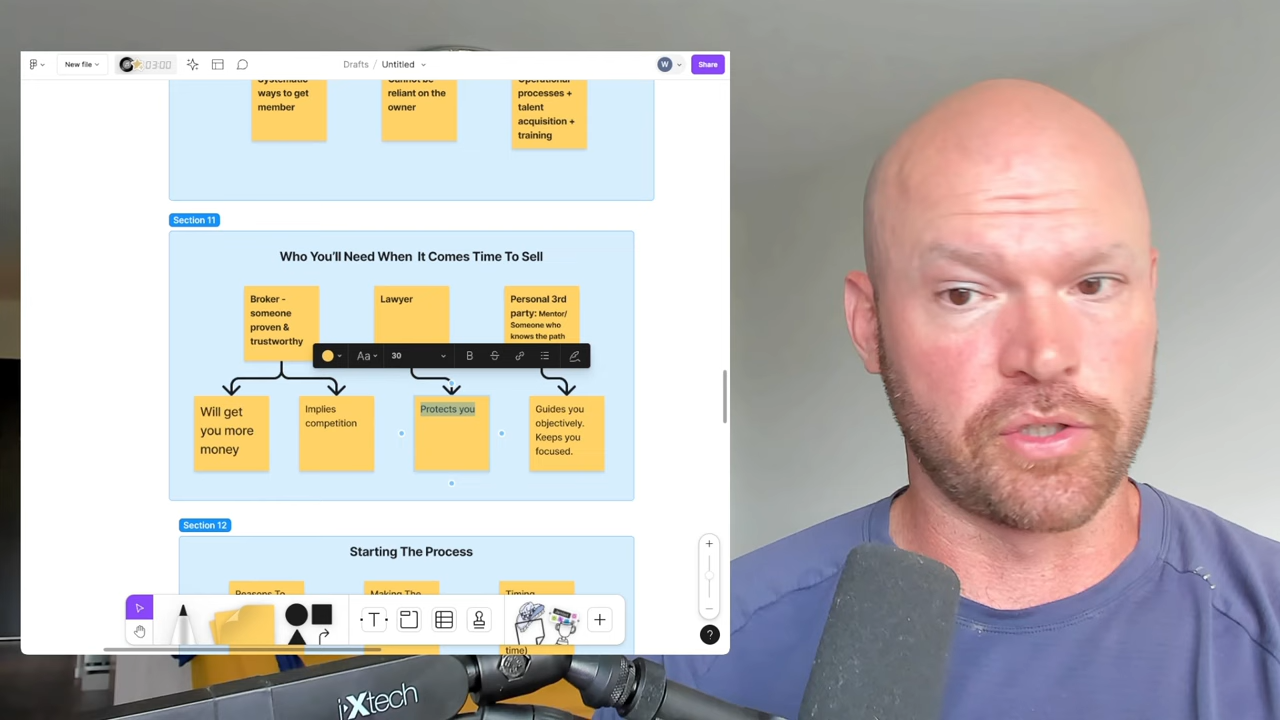 New file
03:00
Drafts / Untitled
W
Share
Systematic
ways to get
member
Cannot be
reliant on the
owner
Operational
processes +
talent
acquisition +
training
Section 11
Who You'll Need When It Comes Time To Sell
Broker -
someone
proven &
trustworthy
Lawyer
Personal 3rd
party: Mentor/
Someone who
knows the path
Aa
30
B
S
Will get
you more
money
Implies
competition
Protects you
Guides you
objectively.
Keeps you
focused.
Section 12
Starting The Process
Reasons To
Making The
Timing
T
time)
?
iXtech